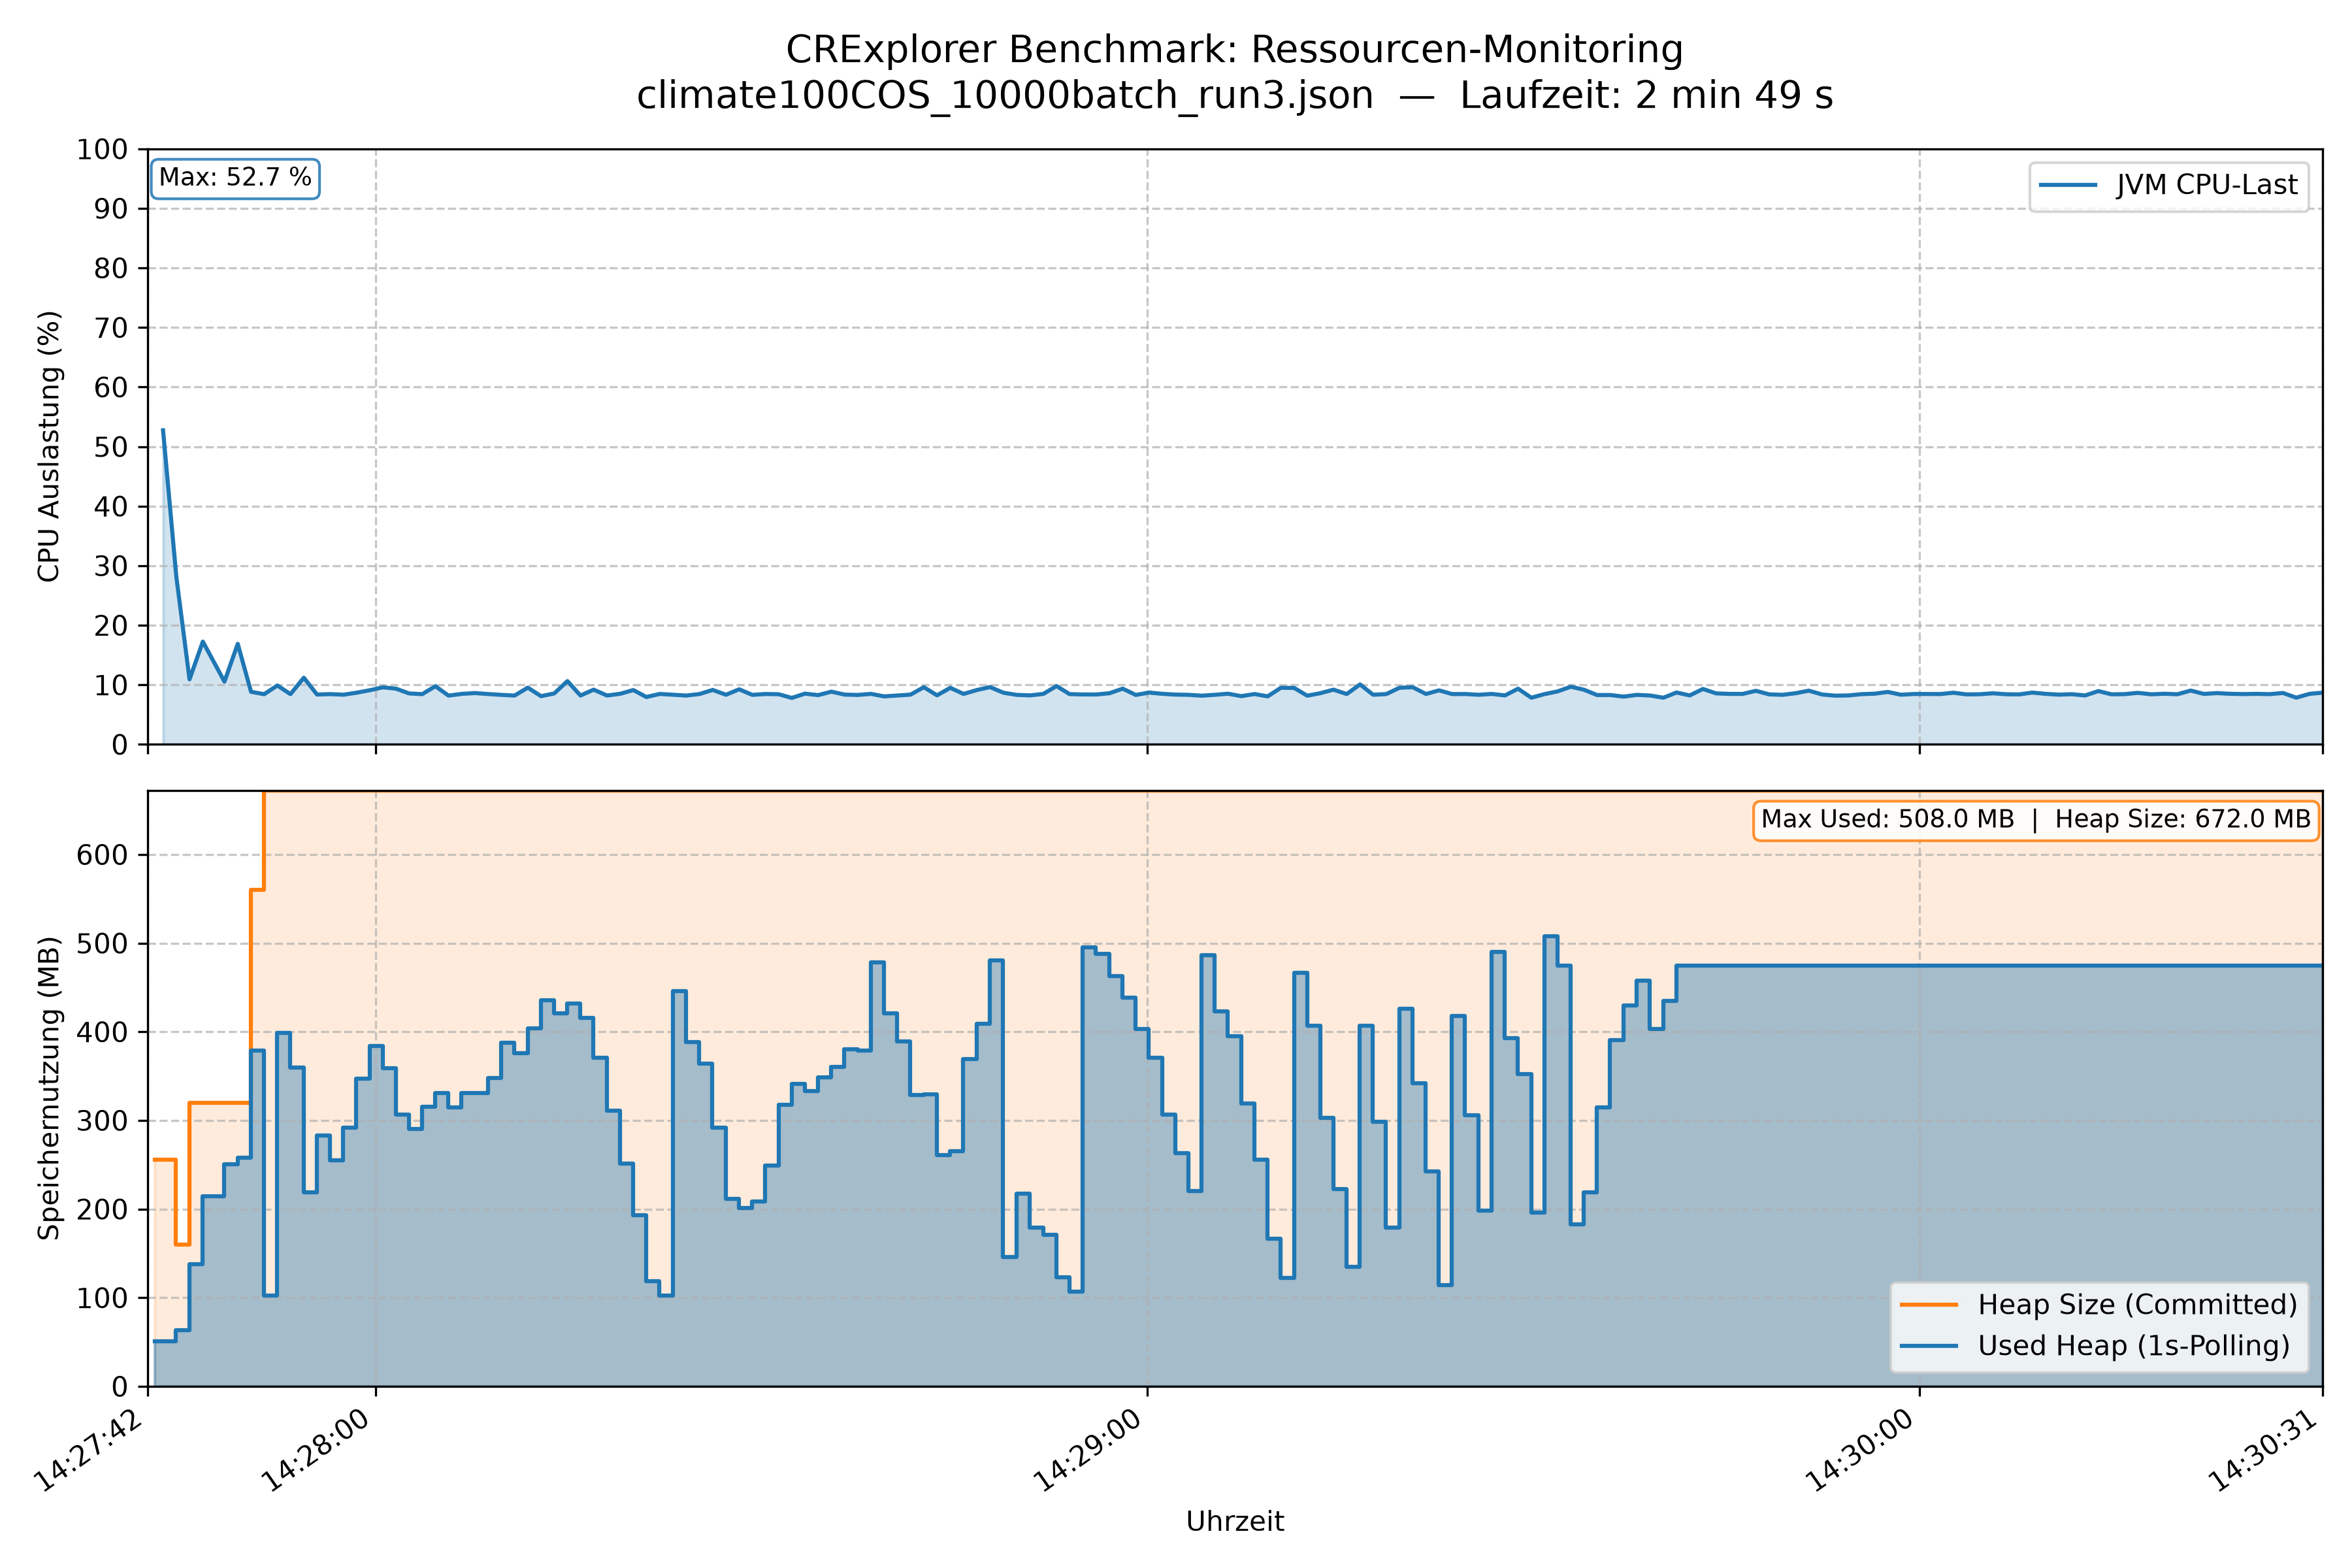 CRExplorer Benchmark: Ressourcen-Monitoring
climate100COS_10000batch_run3.json — Laufzeit: 2 min 49 s
100
90
80
70
60
50
40
30
20
10
0
CPU Auslastung (%)
Max: 52.7 %
JVM CPU-Last
600
500
400
300
200
100
0
Speichernutzung (MB)
Max Used: 508.0 MB | Heap Size: 672.0 MB
Heap Size (Committed)
Used Heap (1s-Polling)
14:27:42
14:28:00
14:29:00
14:30:00
14:30:31
Uhrzeit